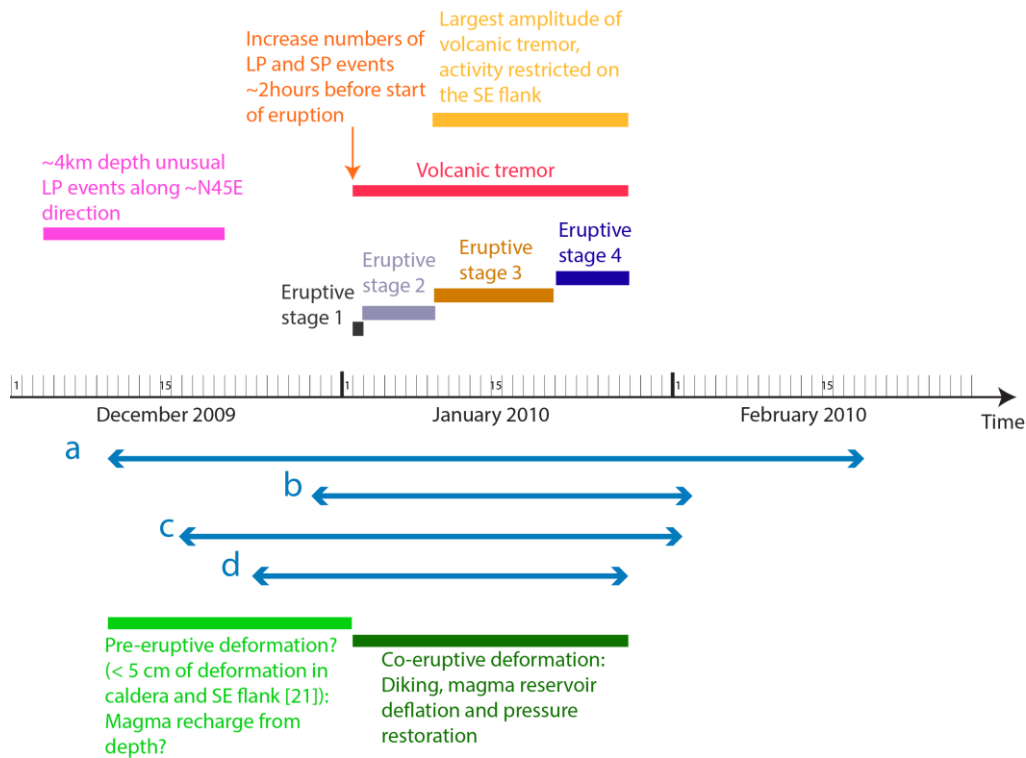 Largest amplitude of
volcanic tremor,
activity restricted on
the SE flank
Increase numbers of
LP and SP events
~2hours before start
of eruption
~4km depth unusual
LP events along ~N45E
direction
Volcanic tremor
Eruptive
stage 1
Eruptive
stage 2
Eruptive
stage 3
Eruptive
stage 4
1 15 1 15 1 15
December 2009 January 2010 February 2010
Time
a
b
c
d
Pre-eruptive deformation?
(< 5 cm of deformation in
caldera and SE flank [21]):
Magma recharge from
depth?
Co-eruptive deformation:
Diking, magma reservoir
deflation and pressure
restoration